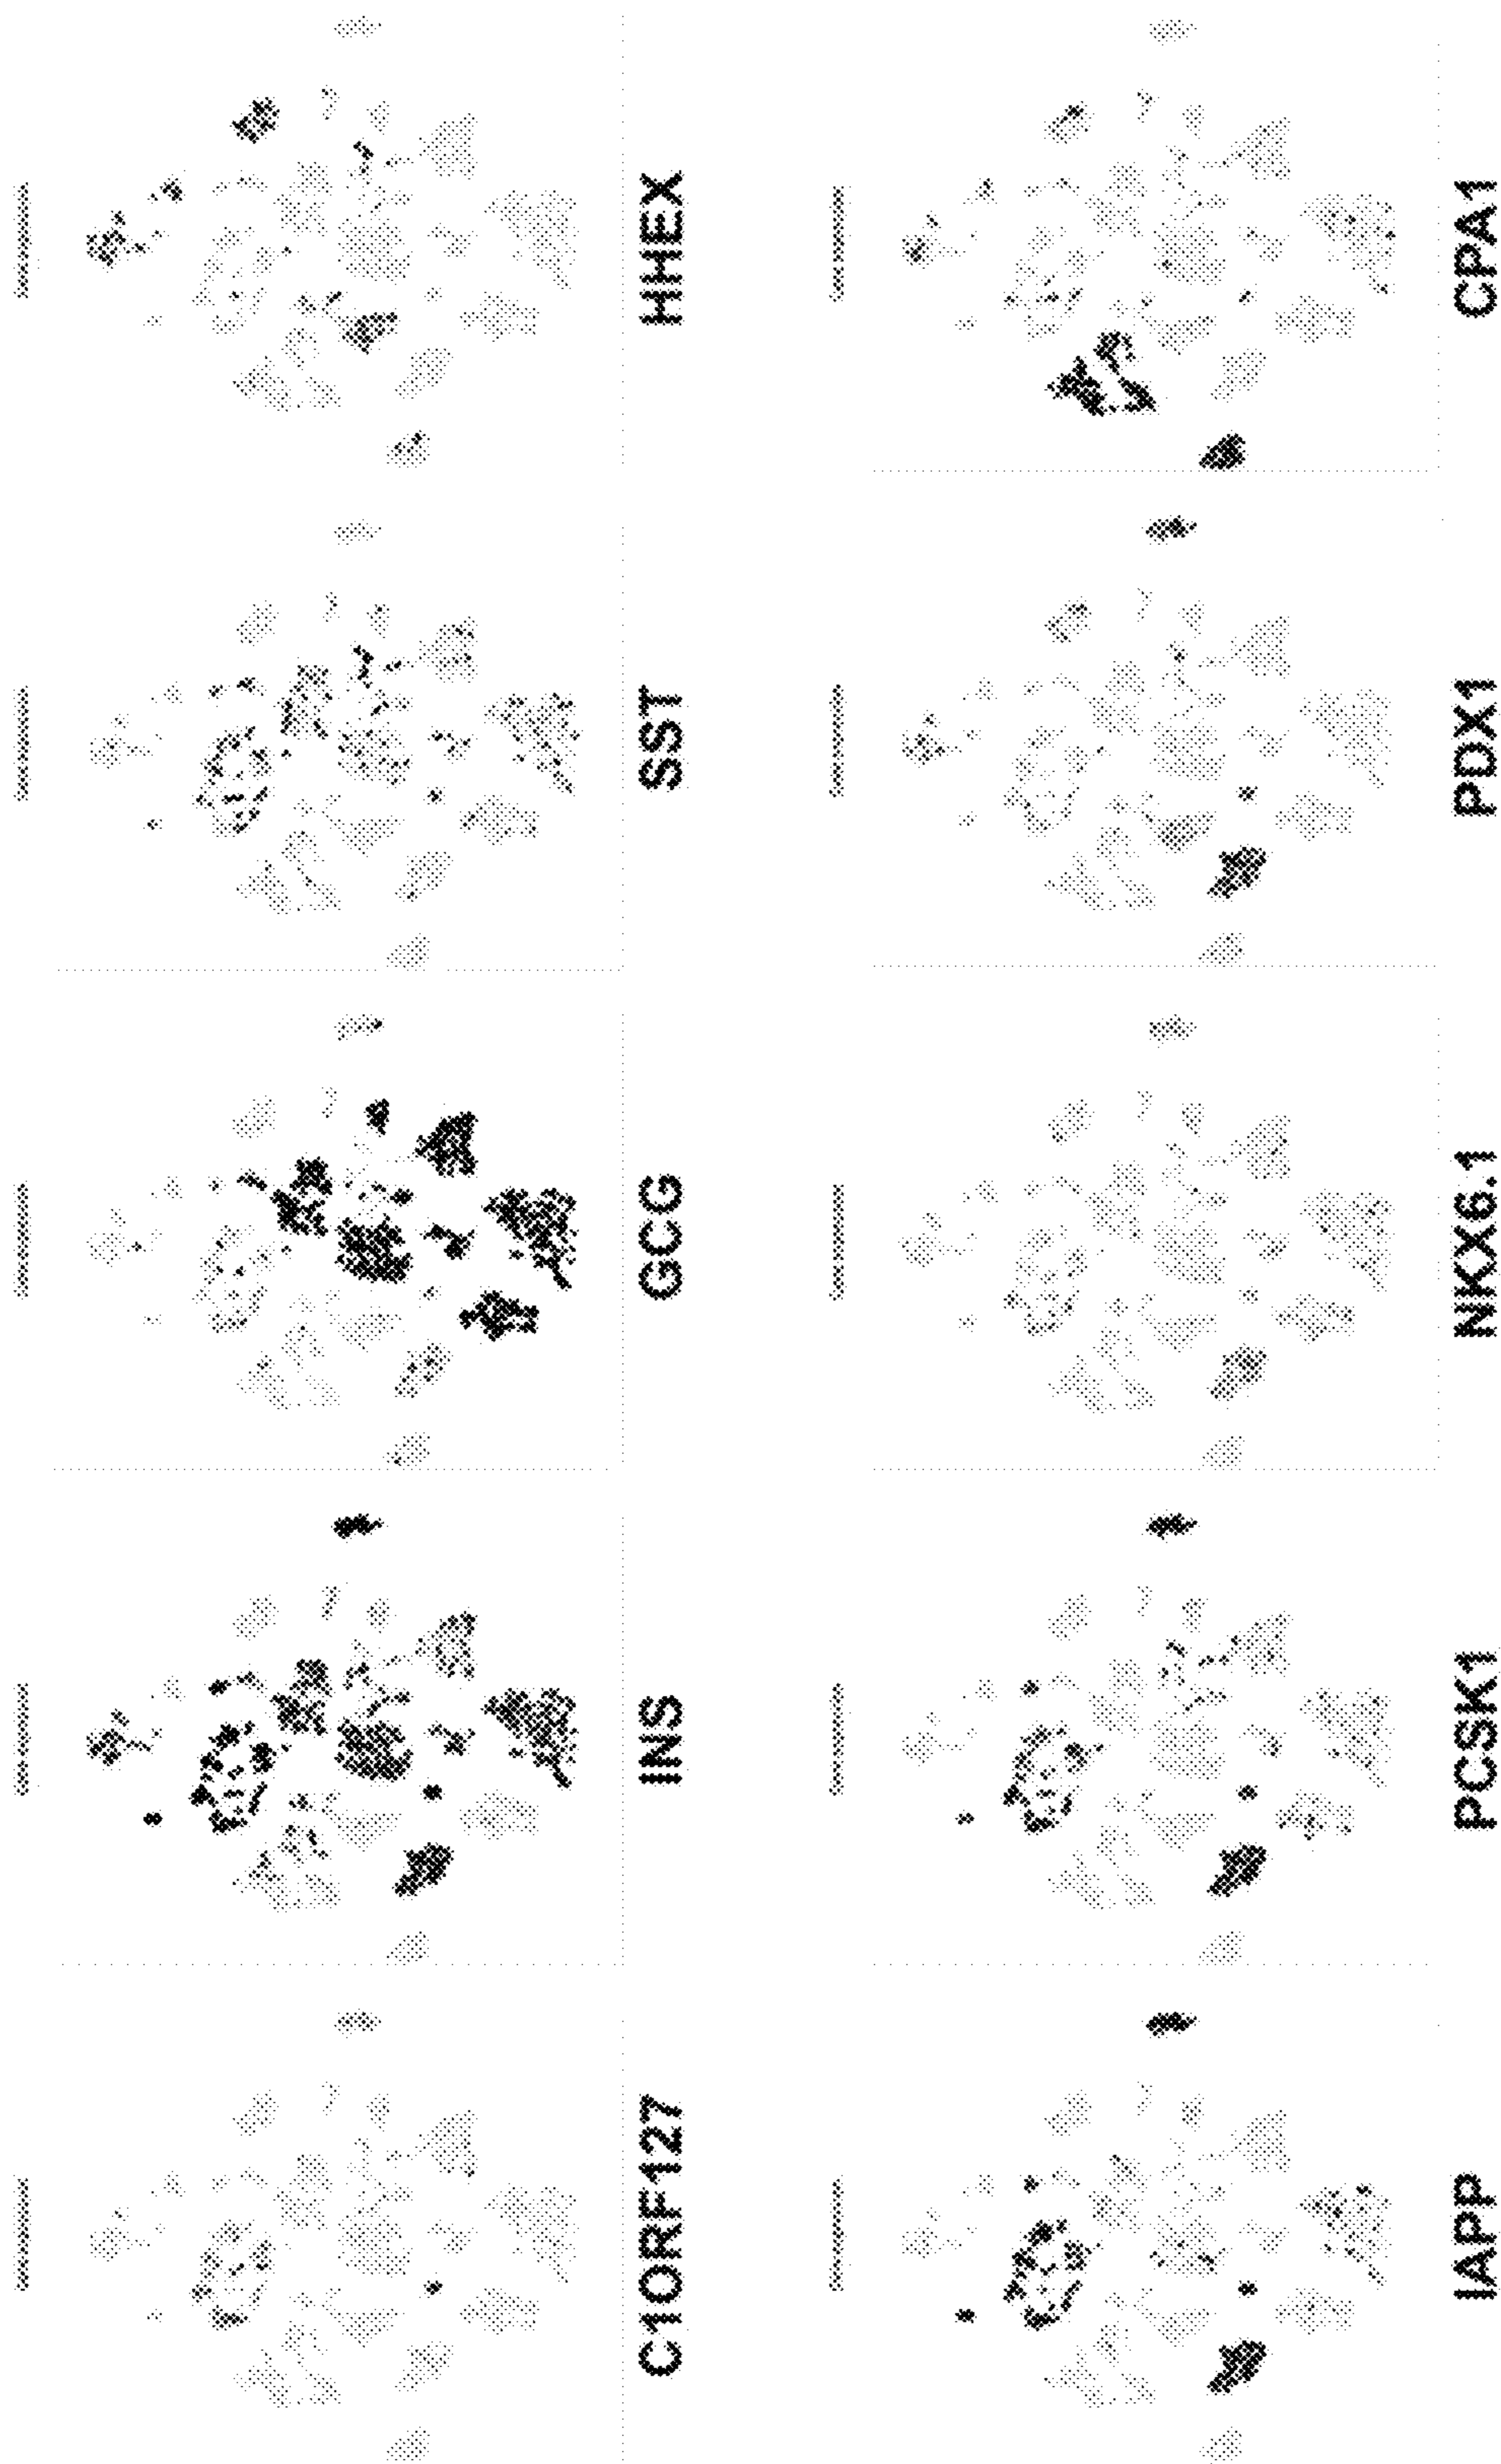 C1ORF127
INS
GCG
SST
HHEX
IAPP
PCSK1
NKX6.1
PDX1
CPA1